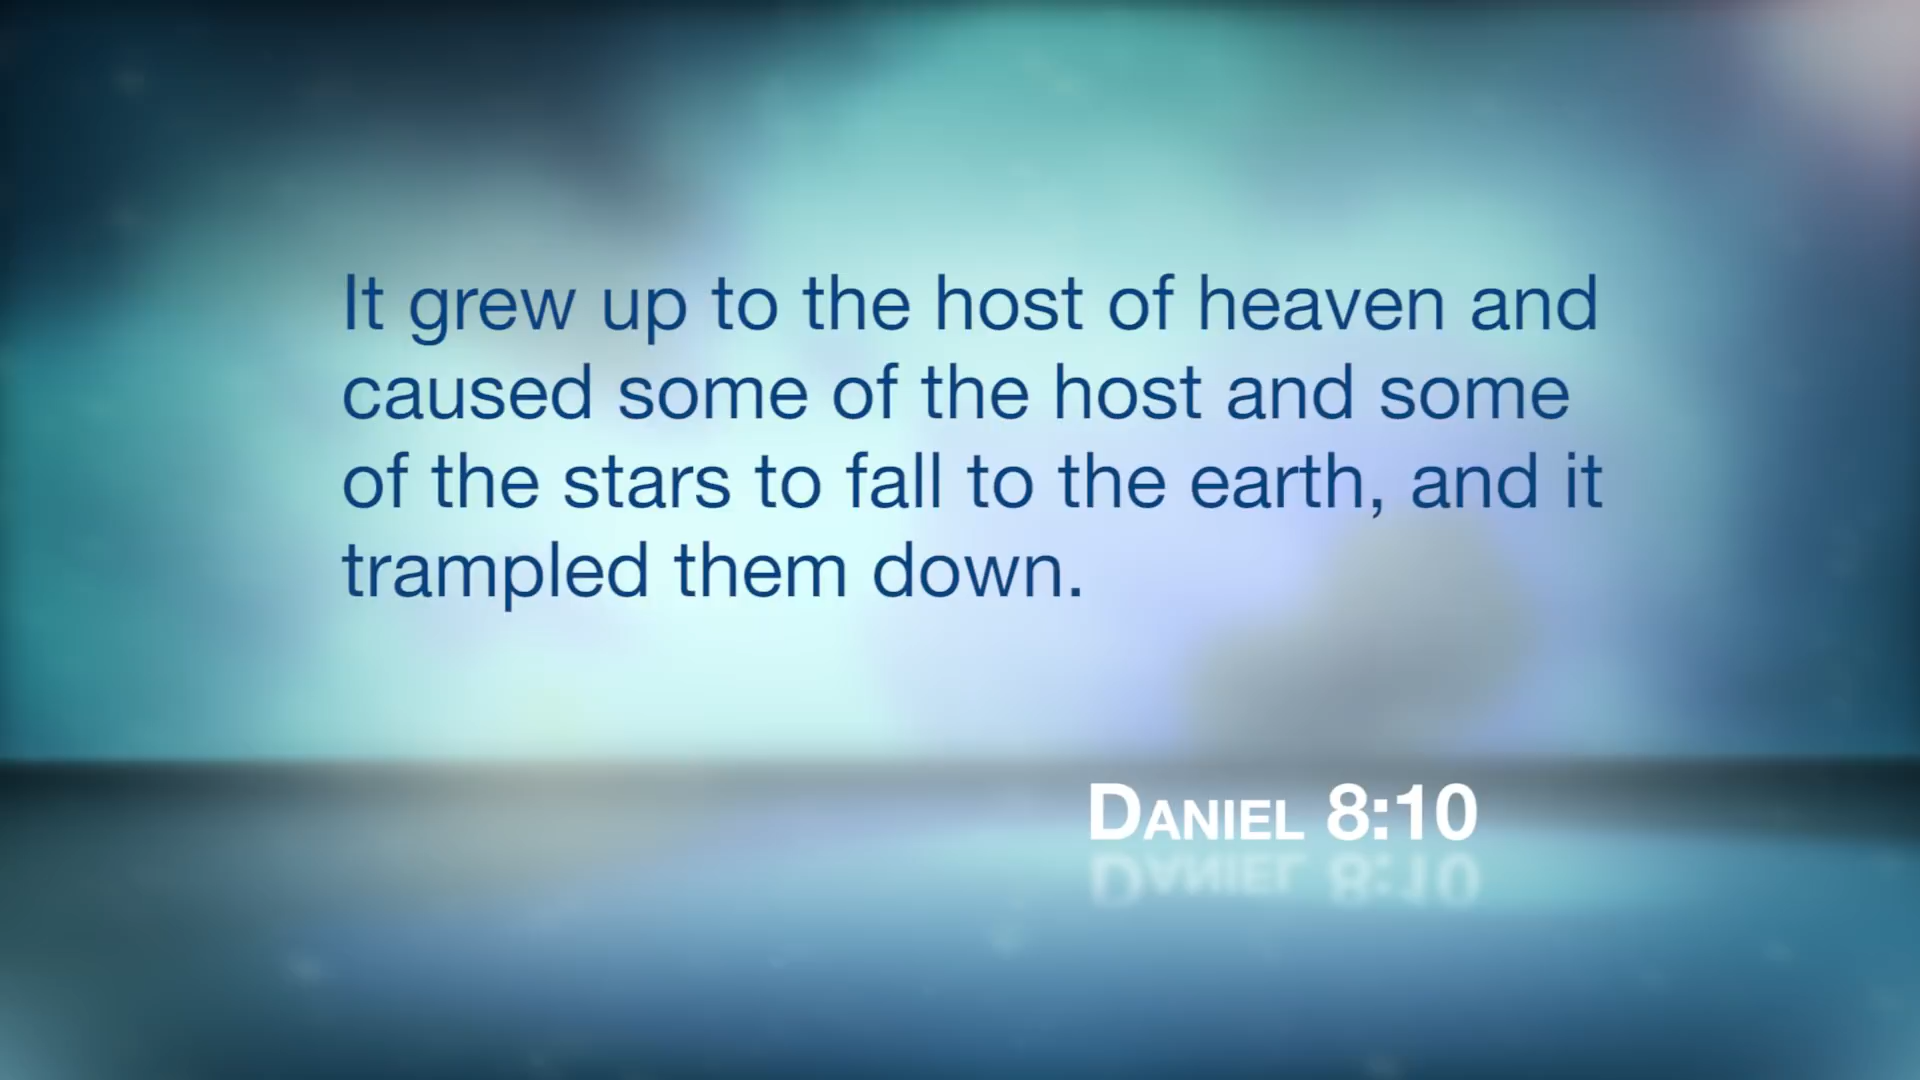 It grew up to the host of heaven and
caused some of the host and some
of the stars to fall to the earth, and it
trampled them down.
Daniel 8:10